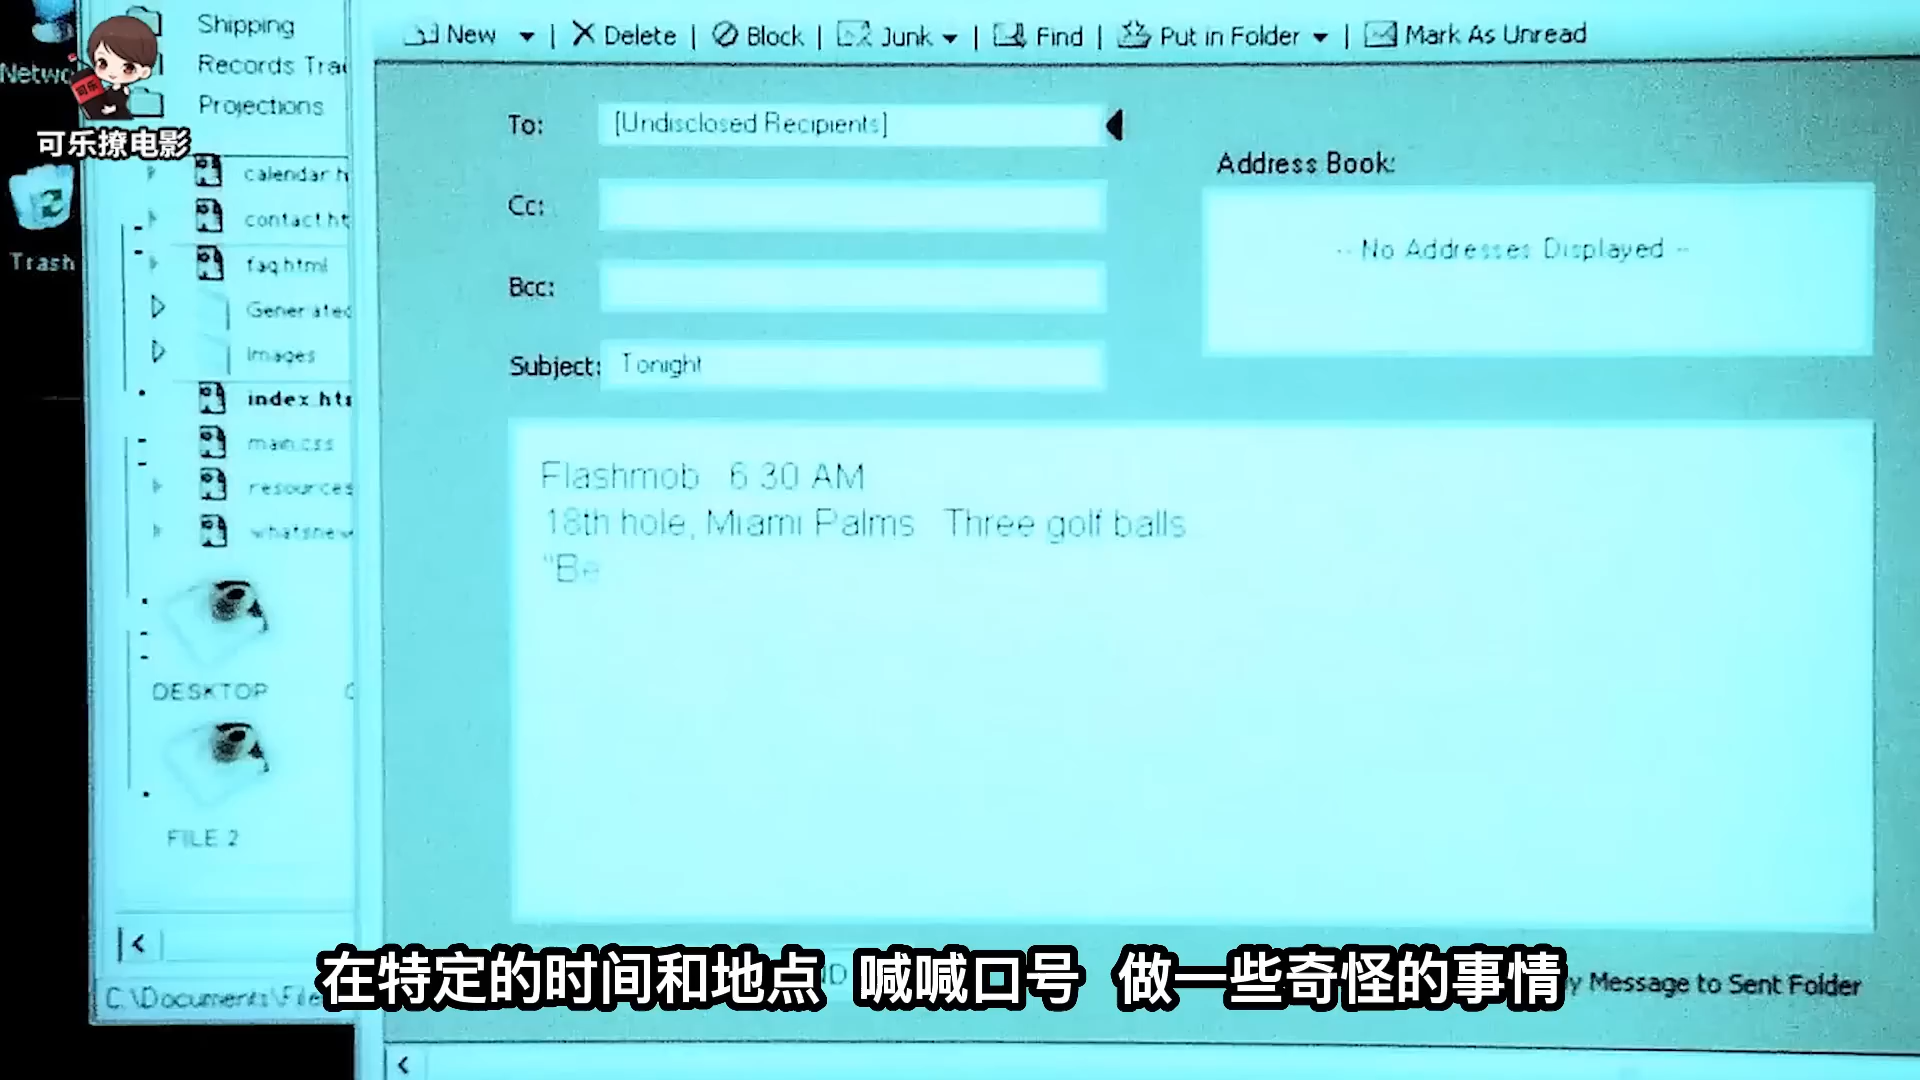 New | Delete | Block | Junk | Find | Put in Folder | Mark As Unread
Shipping
Records Tra
Projections
Netwo
可乐
可乐撩电影
Trash
calendar.h
contact.ht
faq.html
Generated
Images
index.ht
main.css
resources
whatsnew
DESKTOP
FILE 2
C:\Documents\File
To: [Undisclosed Recipients]
Cc:
Bcc:
Subject: Tonight
Address Book:
-- No Addresses Displayed --
Flashmob 6:30 AM
18th hole, Miami Palms Three golf balls
"Be
y Message to Sent Folder
在特定的时间和地点 喊喊口号 做一些奇怪的事情